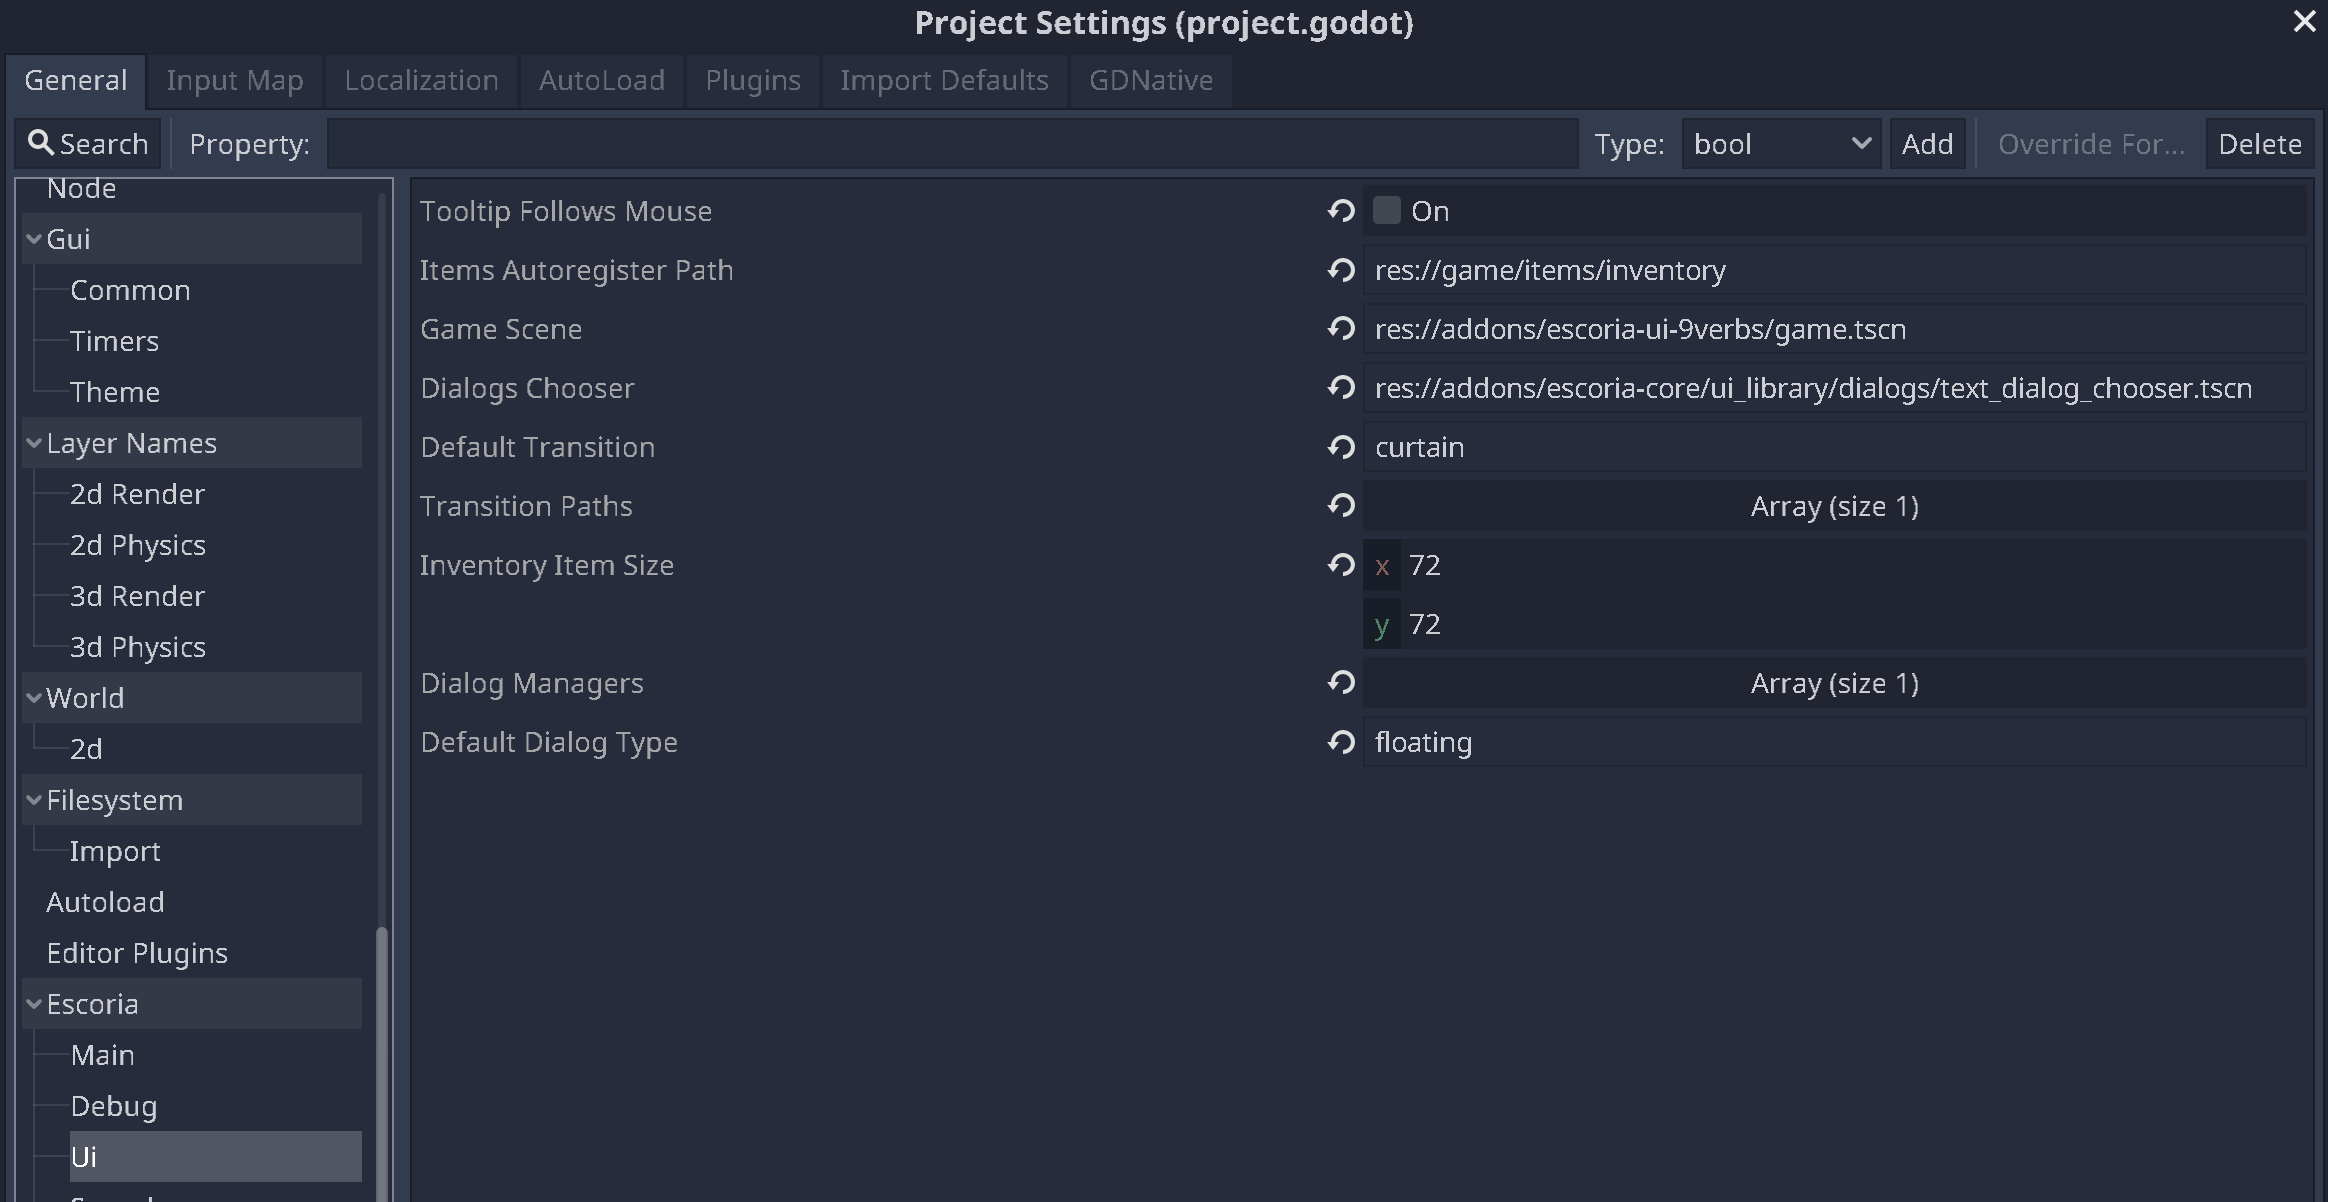 Project Settings (project.godot)
General Input Map Localization AutoLoad Plugins Import Defaults GDNative
Search Property: Type: bool Add Override For... Delete
Node
Gui
Common
Timers
Theme
Layer Names
2d Render
2d Physics
3d Render
3d Physics
World
2d
Filesystem
Import
Autoload
Editor Plugins
Escoria
Main
Debug
Ui
Tooltip Follows Mouse On
Items Autoregister Path res://game/items/inventory
Game Scene res://addons/escoria-ui-9verbs/game.tscn
Dialogs Chooser res://addons/escoria-core/ui_library/dialogs/text_dialog_chooser.tscn
Default Transition curtain
Transition Paths Array (size 1)
Inventory Item Size x 72
y 72
Dialog Managers Array (size 1)
Default Dialog Type floating